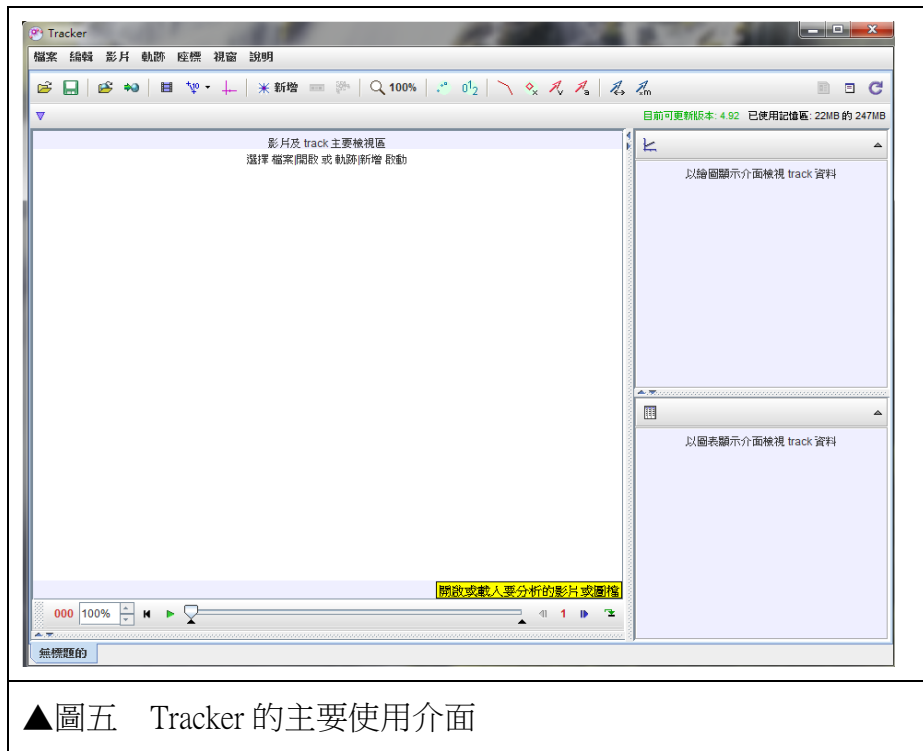 Tracker
檔案 編輯 影片 軌跡 座標 視窗 說明
新增 100%
目前可更新版本: 4.92 已使用記憶區: 22MB 的 247MB
影片及 track 主要檢視區
選擇 檔案|開啟 或 軌跡|新增 啟動
以繪圖顯示介面檢視 track 資料
以圖表顯示介面檢視 track 資料
開啟或載入要分析的影片或圖檔
000 100% 1
無標題的
▲圖五 Tracker 的主要使用介面